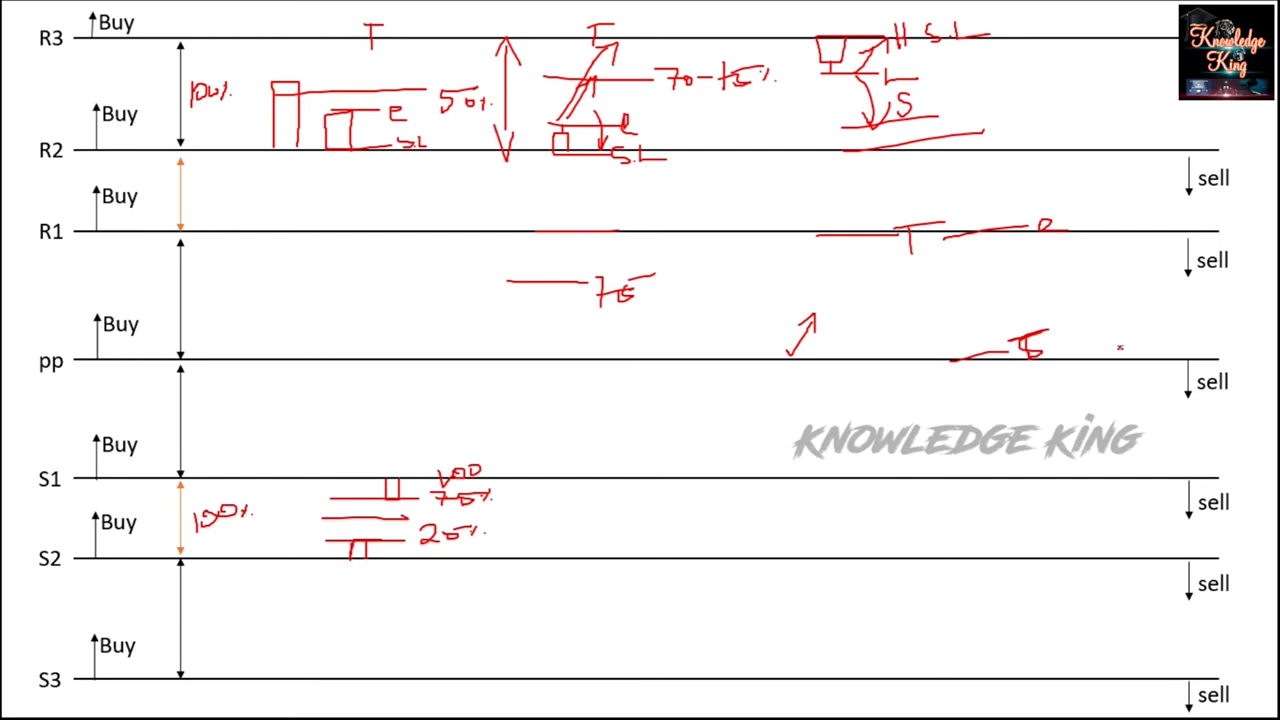 Buy
Knowledge
King
R3
T
T
H S.L
100%
50%
70-75%
L
Buy
E
S
S.L
R2
S.L
sell
Buy
R1
T
e
sell
75
Buy
pp
sell
KNOWLEDGE KING
Buy
S1
75%
100%
sell
Buy
25%
S2
sell
Buy
S3
sell